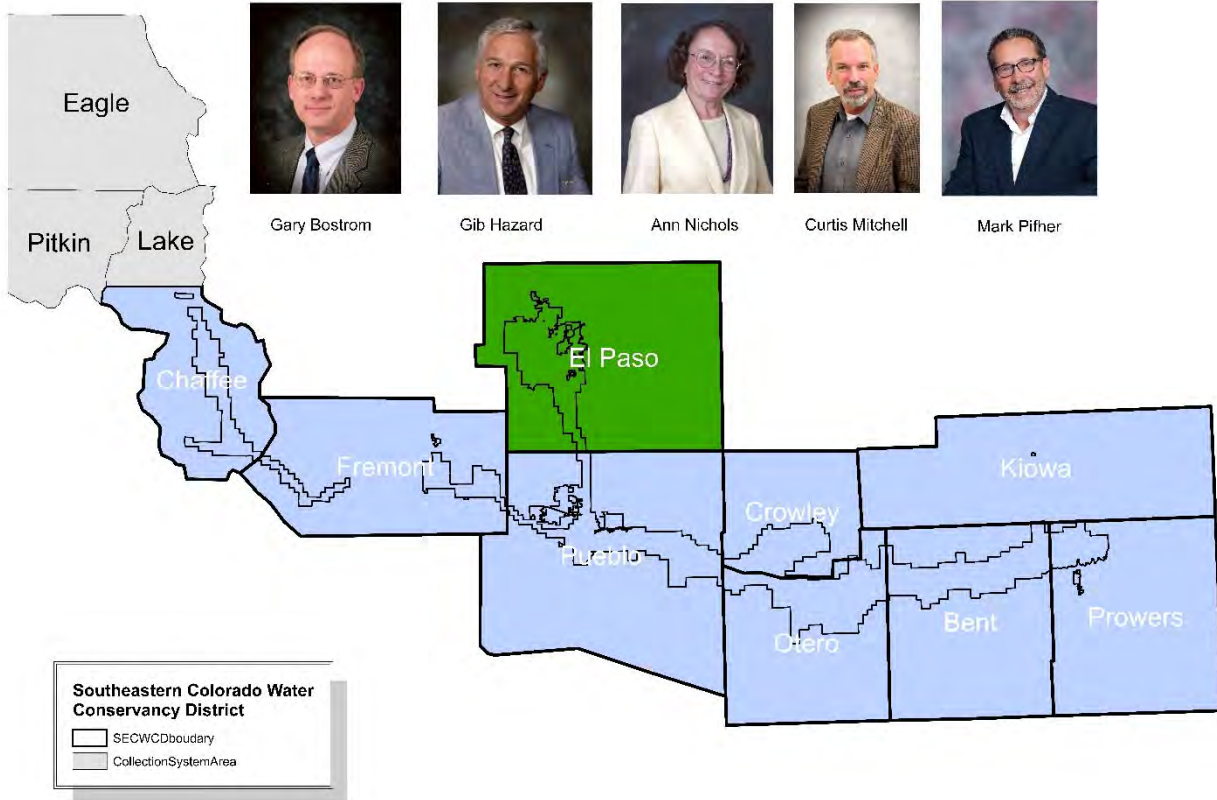 Gary Bostrom
Gib Hazard
Ann Nichols
Curtis Mitchell
Mark Pifher
Eagle
Pitkin
Lake
El Paso
Chaffee
Fremont
Kiowa
Crowley
Pueblo
Otero
Bent
Prowers
Southeastern Colorado Water
Conservancy District
SECWCDboudary
CollectionSystemArea